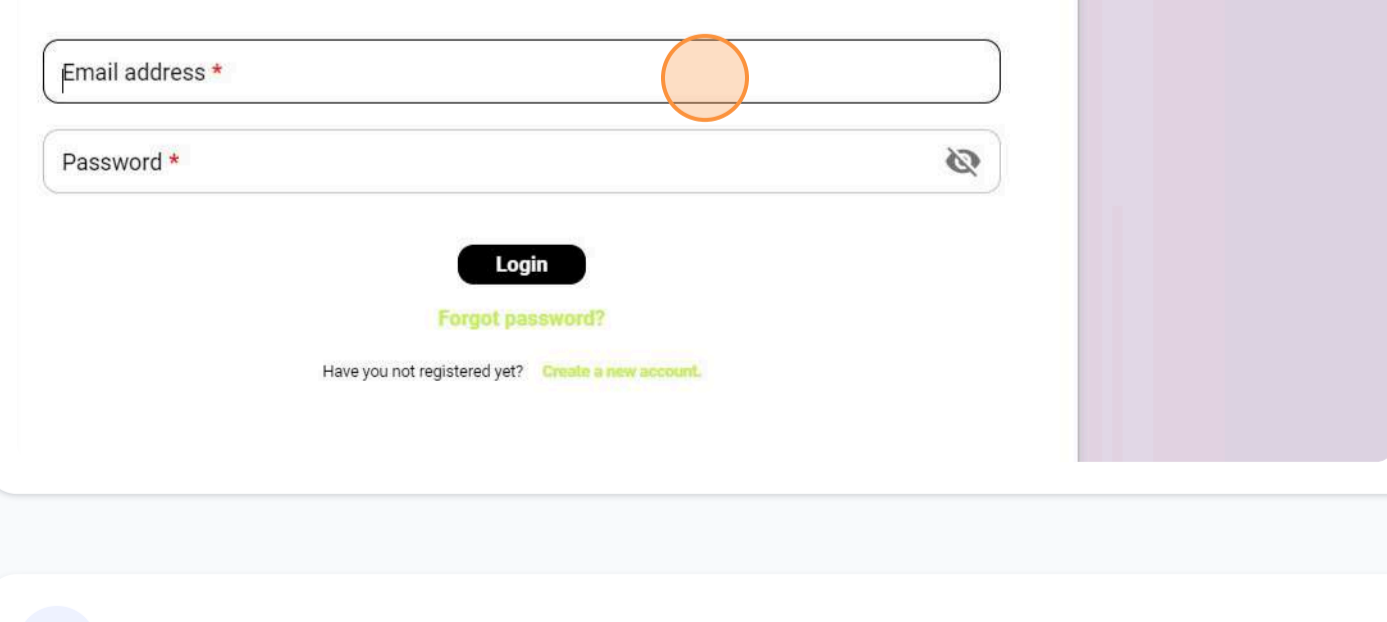 Email address *
Password *
Login
Forgot password?
Have you not registered yet? Create a new account.